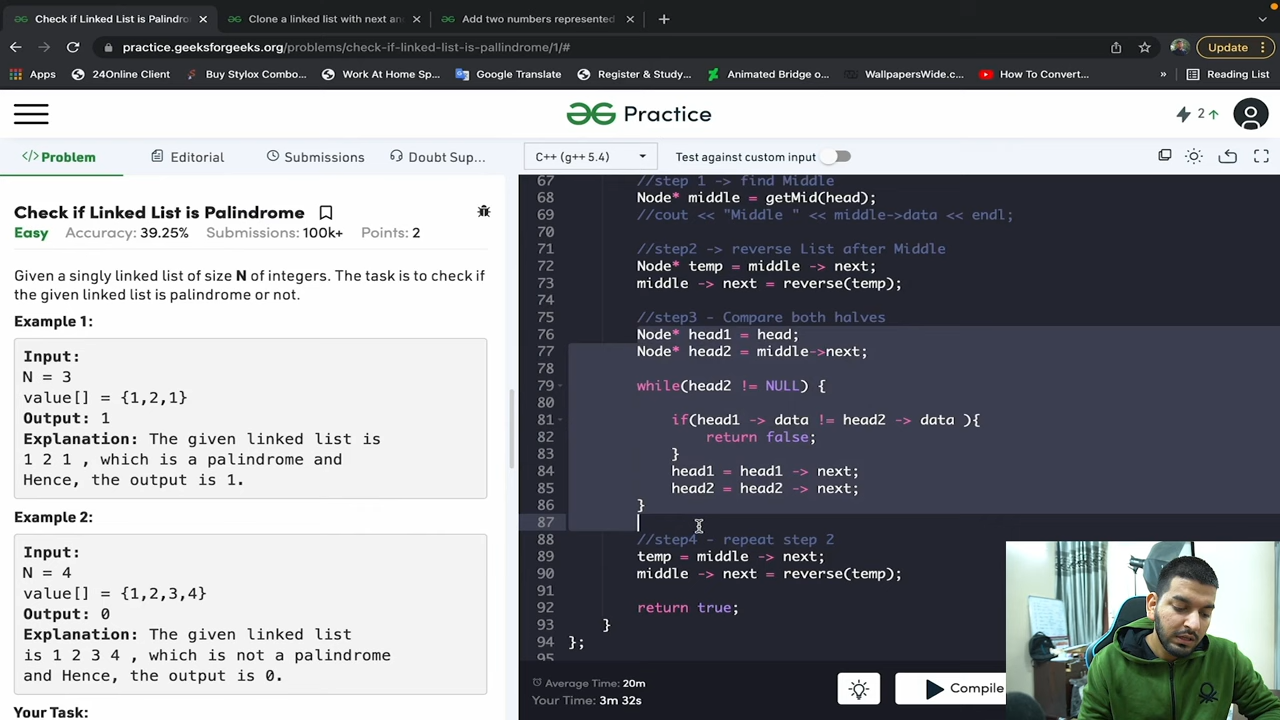 Check if Linked List is Palindro
Clone a linked list with next an
Add two numbers represented
practice.geeksforgeeks.org/problems/check-if-linked-list-is-pallindrome/1/#
Update
Apps
24Online Client
Buy Stylox Combo...
Work At Home Sp...
Google Translate
Register & Study...
Animated Bridge o...
WallpapersWide.c...
How To Convert...
»
Reading List
Practice
2
</> Problem
Editorial
Submissions
Doubt Sup...
C++ (g++ 5.4)
Test against custom input
Check if Linked List is Palindrome
Easy Accuracy: 39.25% Submissions: 100k+ Points: 2
Given a singly linked list of size N of integers. The task is to check if
the given linked list is palindrome or not.
Example 1:
Input:
N = 3
value[] = {1,2,1}
Output: 1
Explanation: The given linked list is
1 2 1 , which is a palindrome and
Hence, the output is 1.
Example 2:
Input:
N = 4
value[] = {1,2,3,4}
Output: 0
Explanation: The given linked list
is 1 2 3 4 , which is not a palindrome
and Hence, the output is 0.
Your Task:
67 //step 1 -> find Middle
68 Node* middle = getMid(head);
69 //cout << "Middle " << middle->data << endl;
70
71 //step2 -> reverse List after Middle
72 Node* temp = middle -> next;
73 middle -> next = reverse(temp);
74
75 //step3 - Compare both halves
76 Node* head1 = head;
77 Node* head2 = middle->next;
78
79 while(head2 != NULL) {
80
81 if(head1 -> data != head2 -> data ){
82 return false;
83 }
84 head1 = head1 -> next;
85 head2 = head2 -> next;
86 }
87
88 //step4 - repeat step 2
89 temp = middle -> next;
90 middle -> next = reverse(temp);
91
92 return true;
93 }
94 };
95
Average Time: 20m
Your Time: 3m 32s
Compile